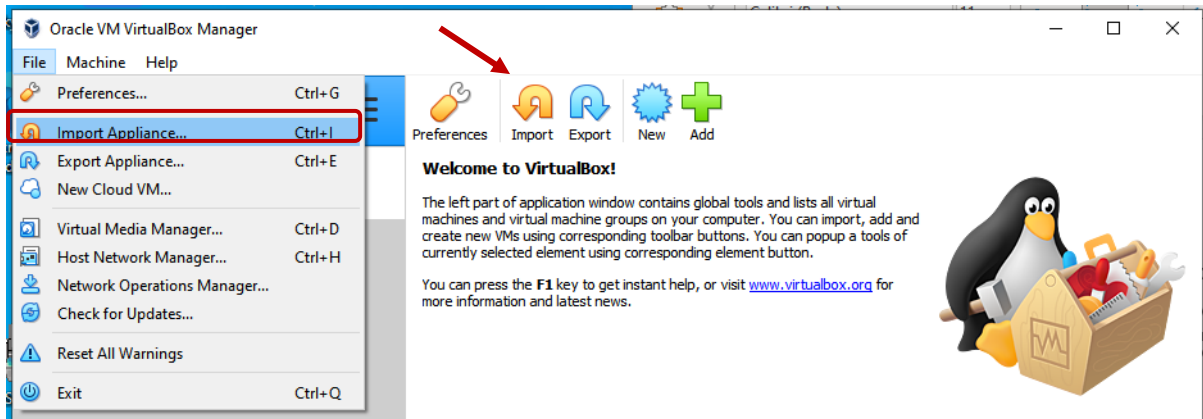 Oracle VM VirtualBox Manager
File Machine Help
Preferences... Ctrl+G
Import Appliance... Ctrl+I
Export Appliance... Ctrl+E
New Cloud VM...
Virtual Media Manager... Ctrl+D
Host Network Manager... Ctrl+H
Network Operations Manager...
Check for Updates...
Reset All Warnings
Exit Ctrl+Q
Preferences Import Export New Add
Welcome to VirtualBox!
The left part of application window contains global tools and lists all virtual
machines and virtual machine groups on your computer. You can import, add and
create new VMs using corresponding toolbar buttons. You can popup a tools of
currently selected element using corresponding element button.
You can press the F1 key to get instant help, or visit www.virtualbox.org for
more information and latest news.